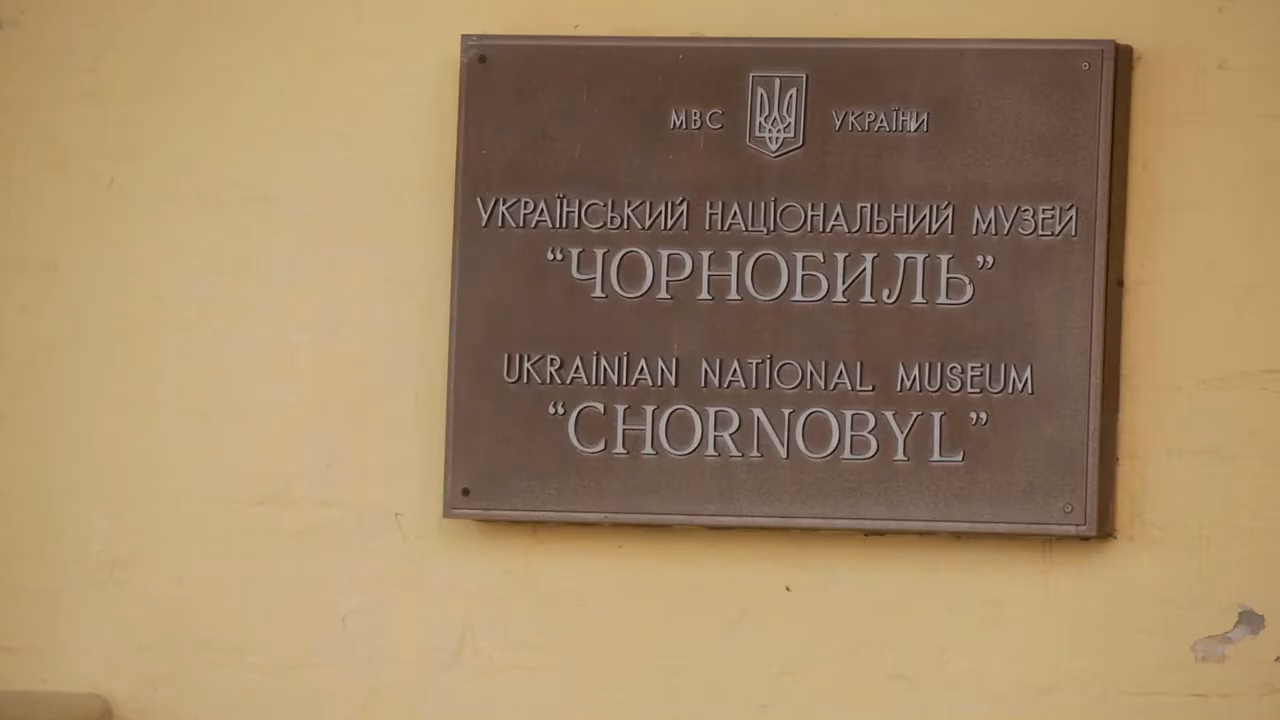 МВС УКРАЇНИ
УКРАЇНСЬКИЙ НАЦІОНАЛЬНИЙ МУЗЕЙ
“ЧОРНОБИЛЬ”
UKRAINIAN NATIONAL MUSEUM
“CHORNOBYL”